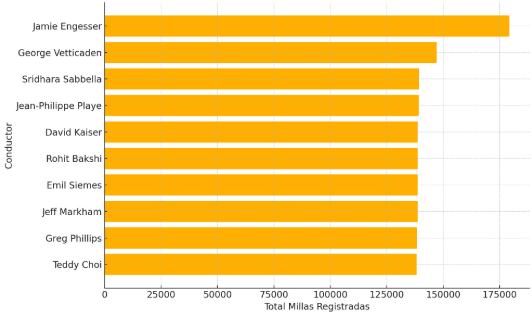 Jamie Engesser
George Vetticaden
Sridhara Sabbella
Jean-Philippe Playe
David Kaiser
Rohit Bakshi
Emil Siemes
Jeff Markham
Greg Phillips
Teddy Choi
Conductor
0 25000 50000 75000 100000 125000 150000 175000
Total Millas Registradas